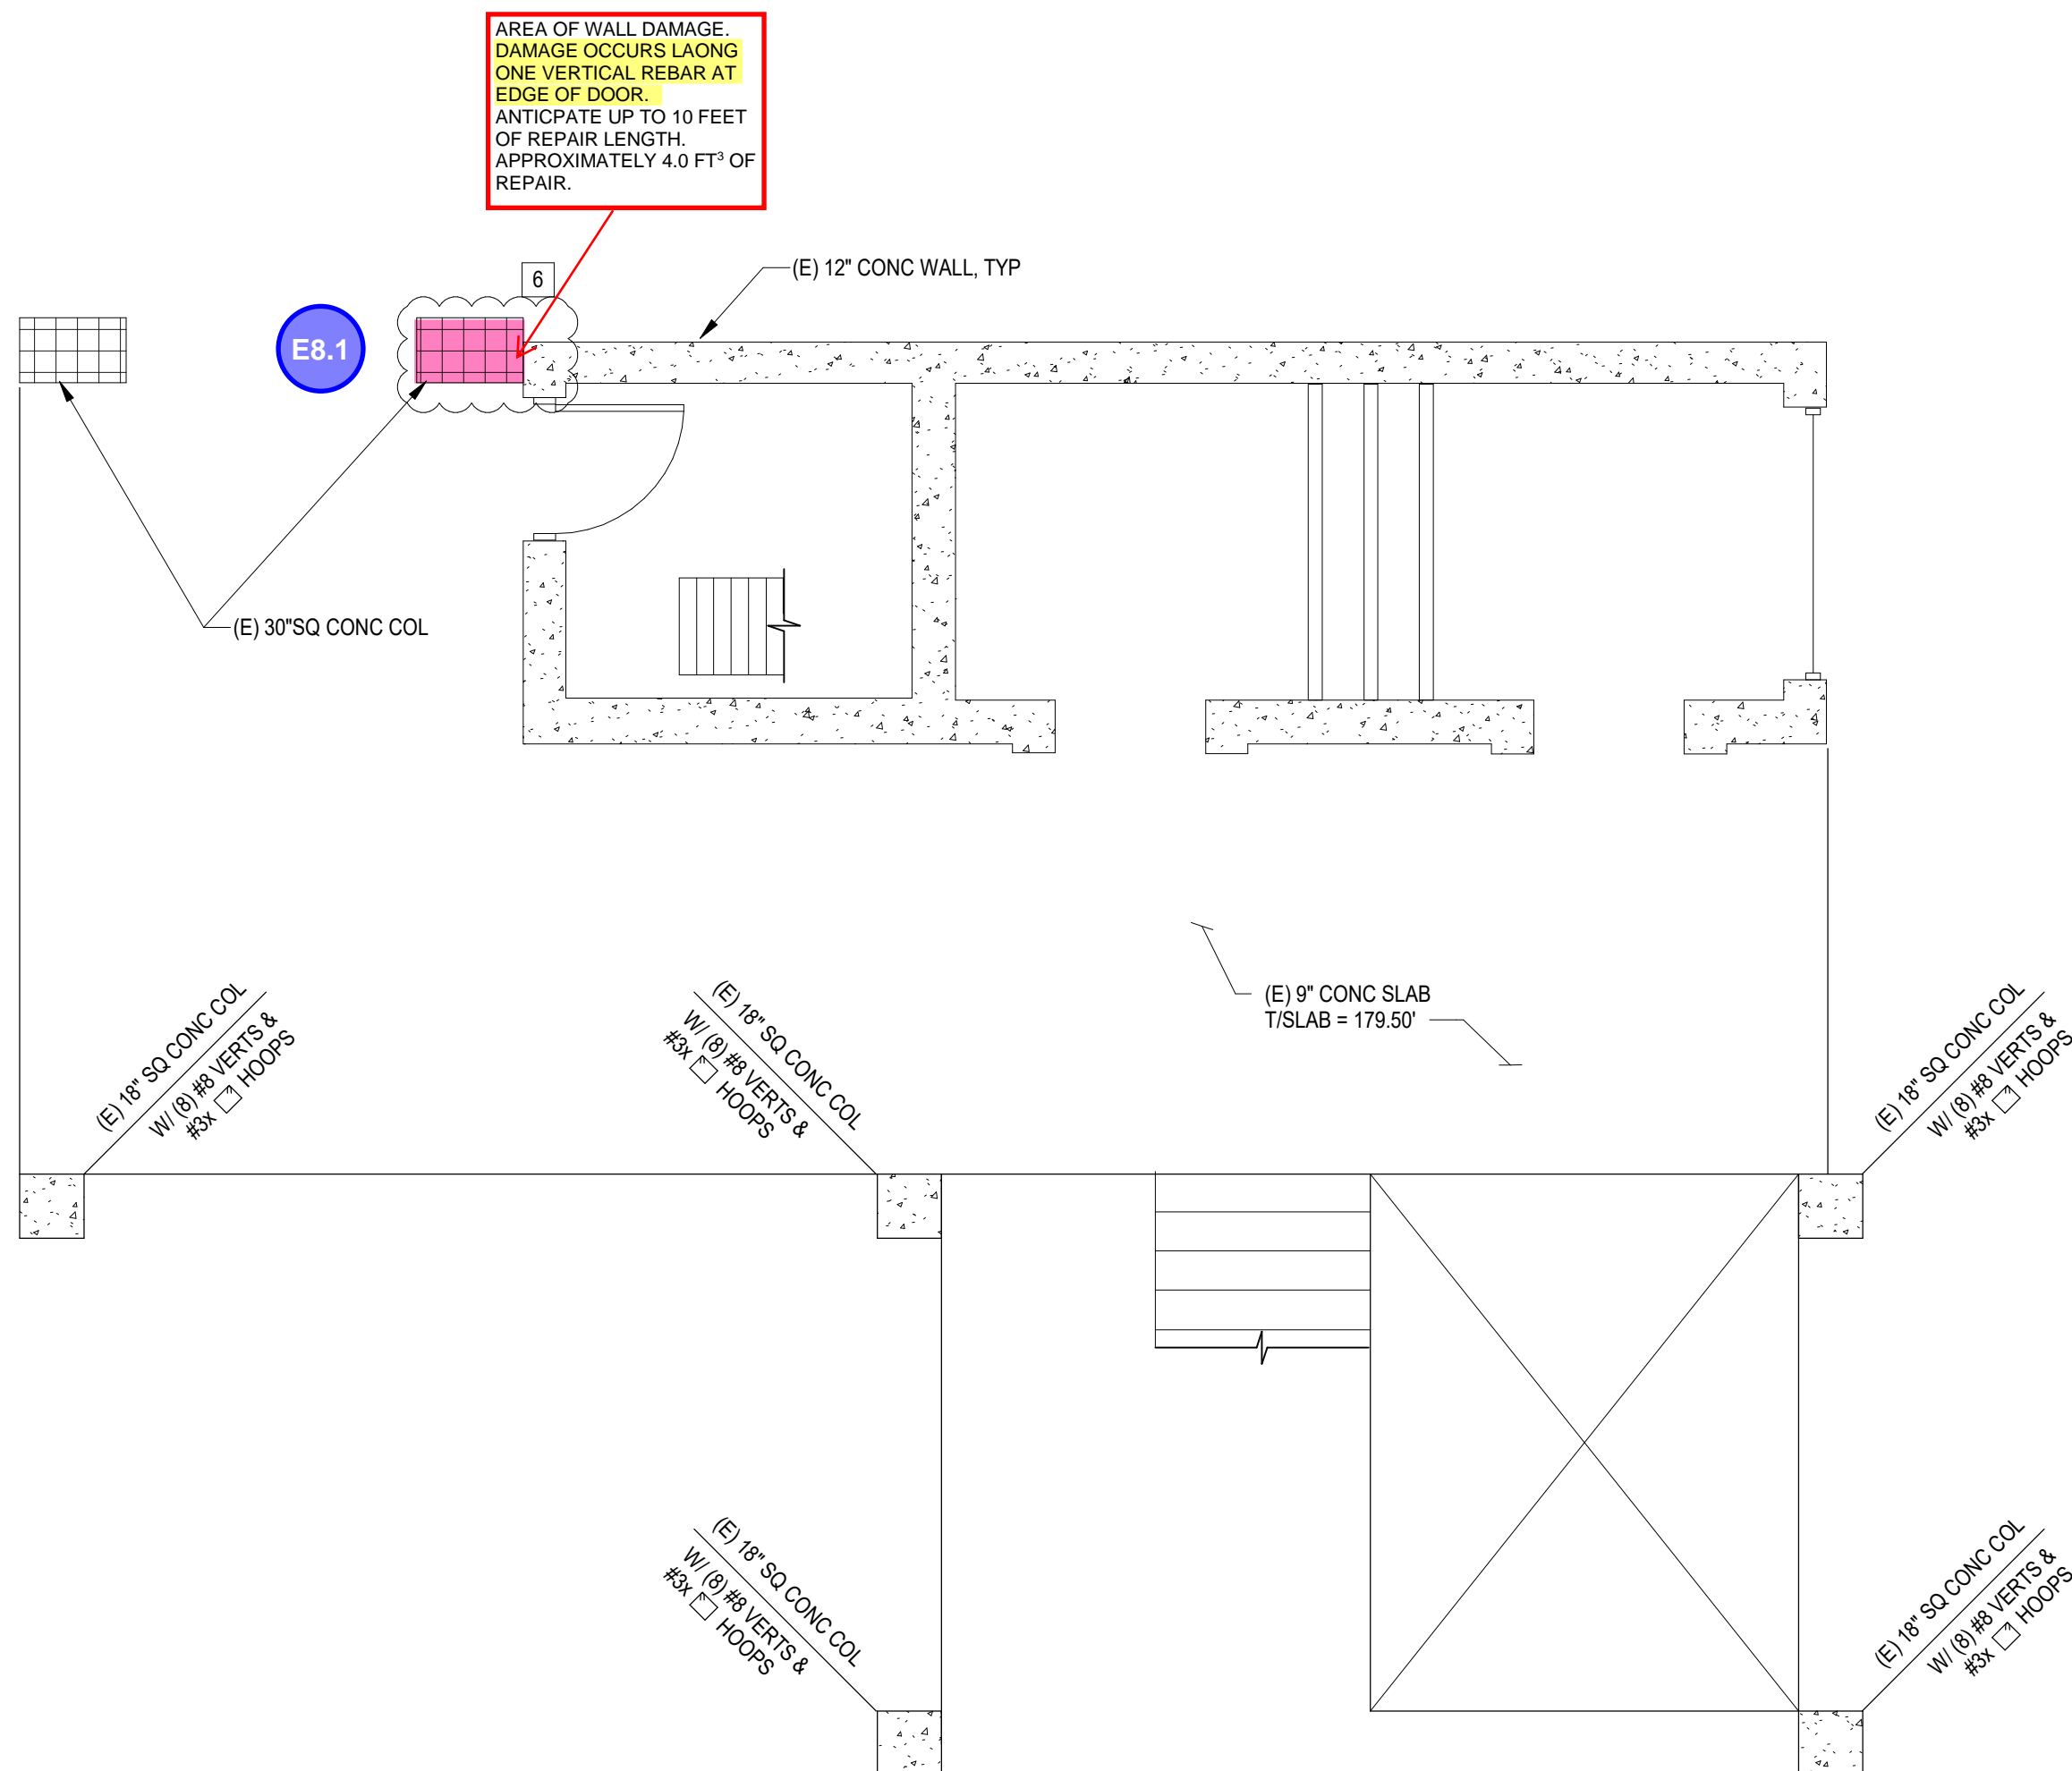 AREA OF WALL DAMAGE.
DAMAGE OCCURS LAONG
ONE VERTICAL REBAR AT
EDGE OF DOOR.
ANTICPATE UP TO 10 FEET
OF REPAIR LENGTH.
APPROXIMATELY 4.0 FT³ OF
REPAIR.
6
(E) 12" CONC WALL, TYP
E8.1
(E) 30"SQ CONC COL
(E) 9" CONC SLAB
T/SLAB = 179.50'
(E) 18" SQ CONC COL
W/ (8) #8 VERTS &
#3x HOOPS
(E) 18" SQ CONC COL
W/ (8) #8 VERTS &
#3x HOOPS
(E) 18" SQ CONC COL
W/ (8) #8 VERTS &
#3x HOOPS
(E) 18" SQ CONC COL
W/ (8) #8 VERTS &
#3x HOOPS
(E) 18" SQ CONC COL
W/ (8) #8 VERTS &
#3x HOOPS